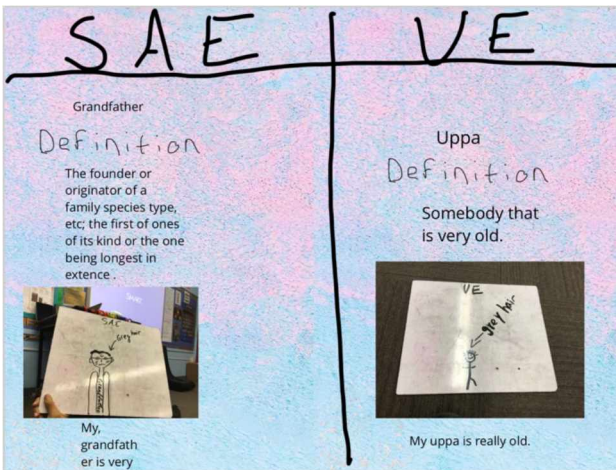 SAE
VE
Grandfather
Definition
The founder or
originator of a
family species type,
etc; the first of ones
of its kind or the one
being longest in
extence .
SAE
Grey hair
My,
grandfath
er is very
Uppa
Definition
Somebody that
is very old.
VE
grey hair
My uppa is really old.